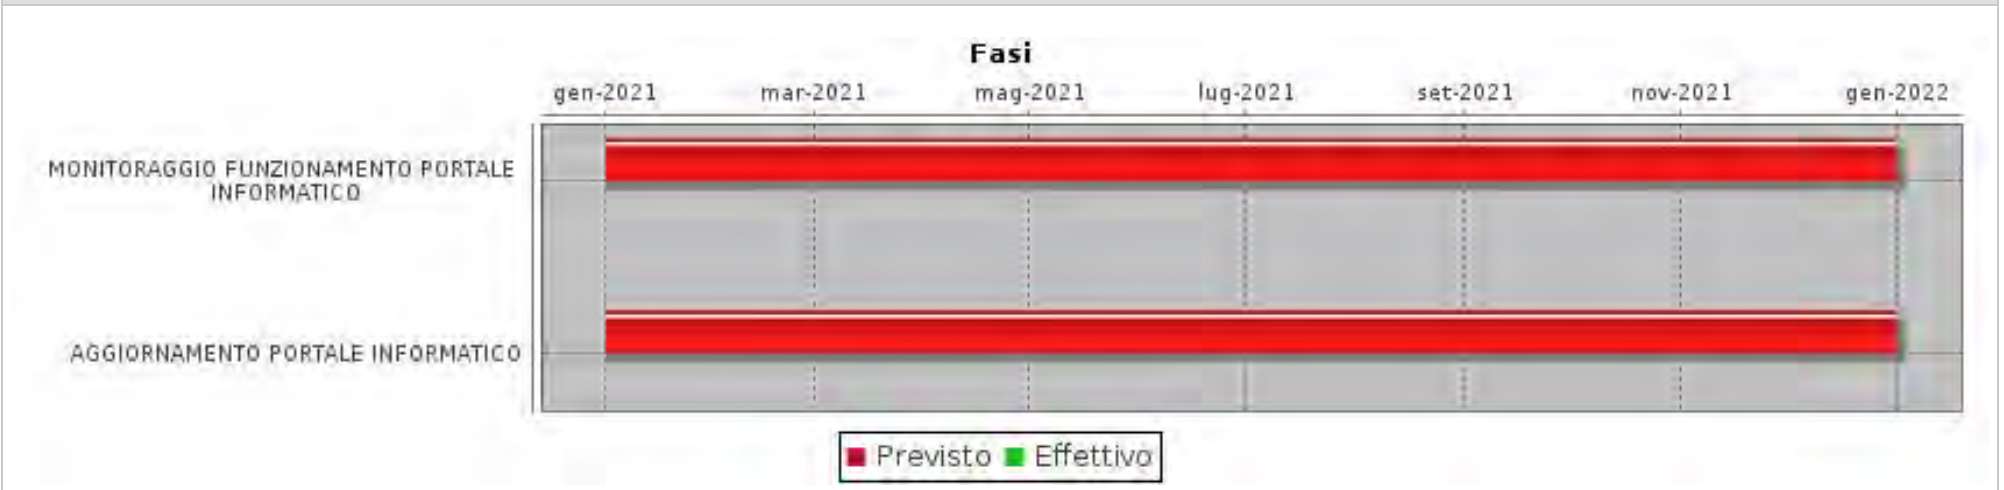 Fasi
gen-2021 mar-2021 mag-2021 lug-2021 set-2021 nov-2021 gen-2022
MONITORAGGIO FUNZIONAMENTO PORTALE
INFORMATICO
AGGIORNAMENTO PORTALE INFORMATICO
Previsto Effettivo